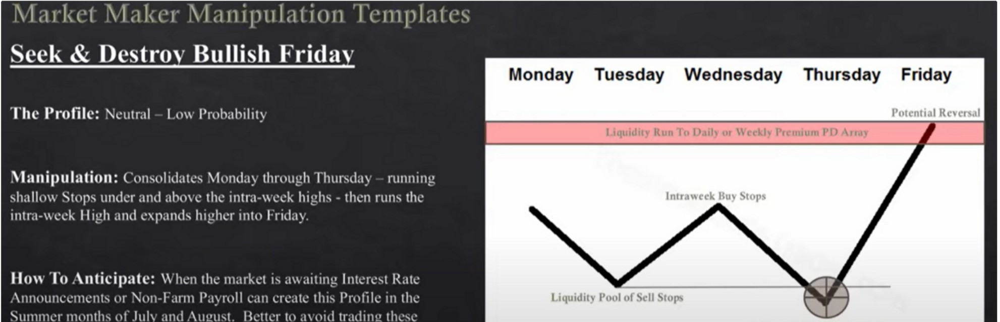 Market Maker Manipulation Templates
Seek & Destroy Bullish Friday
The Profile: Neutral – Low Probability
Manipulation: Consolidates Monday through Thursday – running
shallow Stops under and above the intra-week highs - then runs the
intra-week High and expands higher into Friday.
How To Anticipate: When the market is awaiting Interest Rate
Announcements or Non-Farm Payroll can create this Profile in the
Summer months of July and August.  Better to avoid trading these
Monday Tuesday Wednesday Thursday Friday
Potential Reversal
Liquidity Run To Daily or Weekly Premium PD Array
Intraweek Buy Stops
Liquidity Pool of Sell Stops